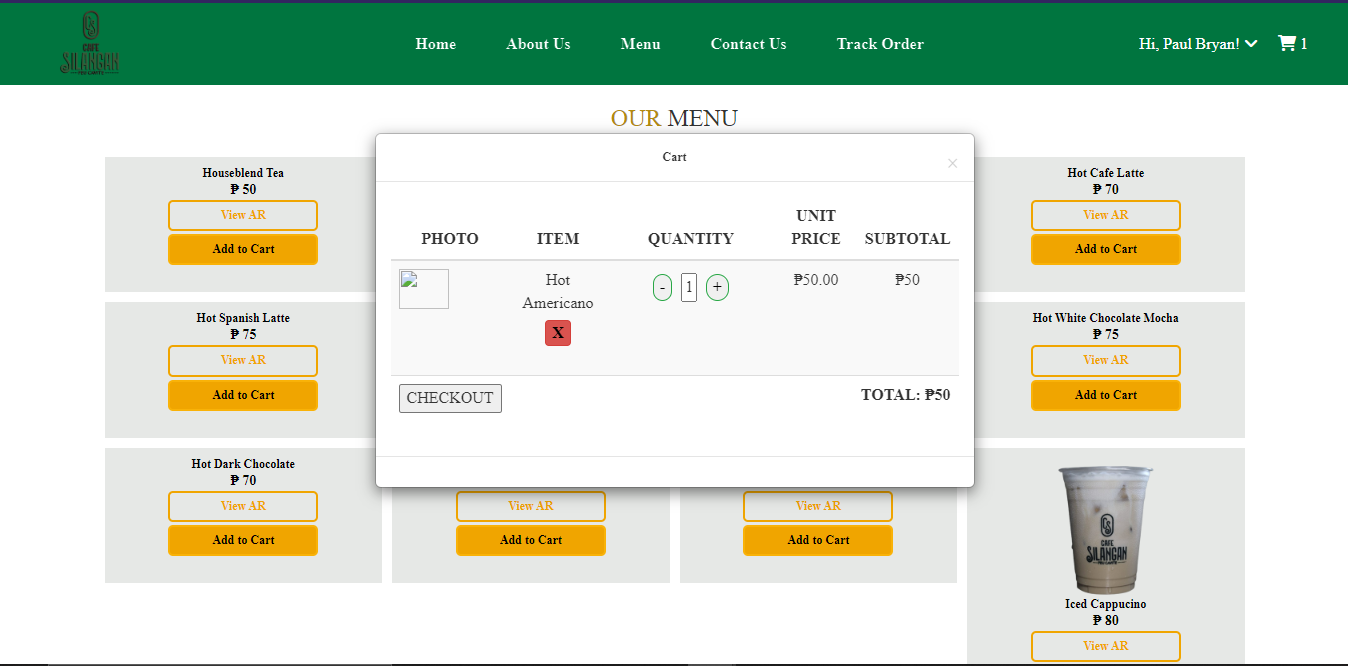 CS
CAFE
SILANGAN
Home
About Us
Menu
Contact Us
Track Order
Hi, Paul Bryan!
1
OUR MENU
Houseblend Tea
₱ 50
View AR
Add to Cart
Hot Cafe Latte
₱ 70
View AR
Add to Cart
Cart
×
PHOTO
ITEM
QUANTITY
UNIT
PRICE
SUBTOTAL
Hot
Americano
X
-
1
+
₱50.00
₱50
CHECKOUT
TOTAL: ₱50
Hot Spanish Latte
₱ 75
View AR
Add to Cart
Hot White Chocolate Mocha
₱ 75
View AR
Add to Cart
Hot Dark Chocolate
₱ 70
View AR
Add to Cart
View AR
Add to Cart
View AR
Add to Cart
CS
CAFE
SILANGAN
Iced Cappucino
₱ 80
View AR